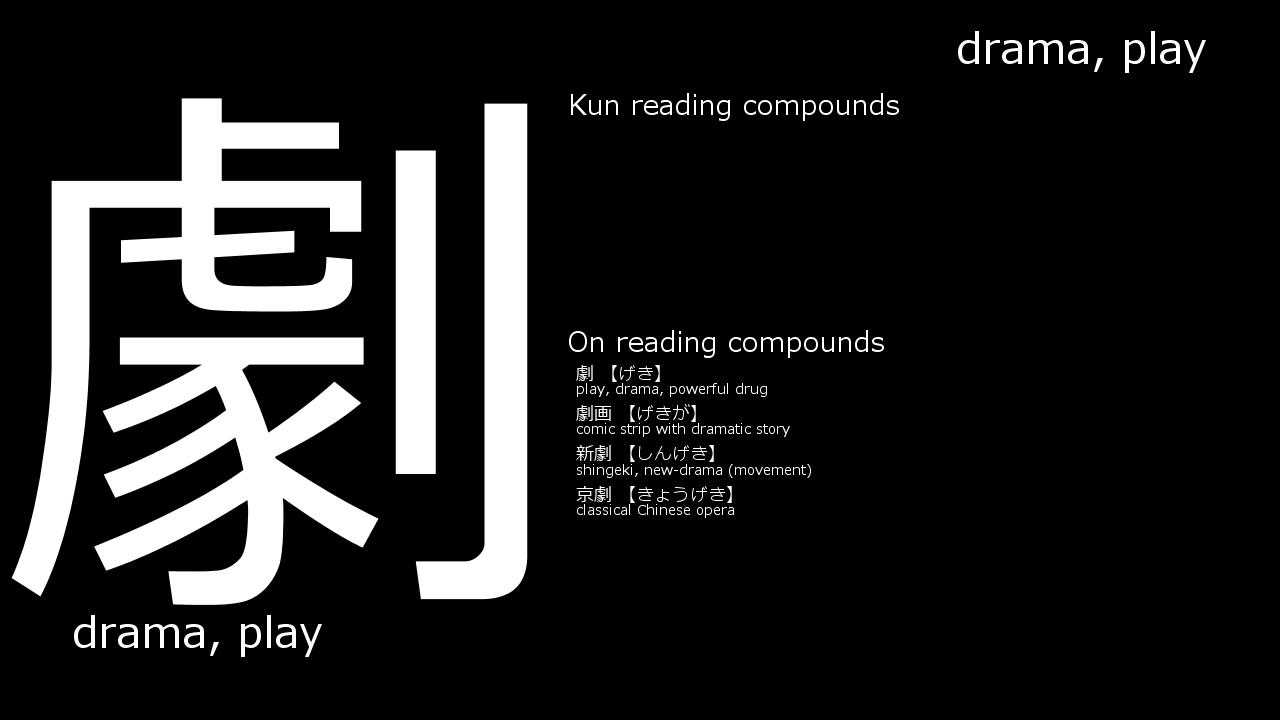 drama, play
劇
Kun reading compounds
On reading compounds
劇 【げき】
play, drama, powerful drug
劇画 【げきが】
comic strip with dramatic story
新劇 【しんげき】
shingeki, new-drama (movement)
京劇 【きょうげき】
classical Chinese opera
drama, play